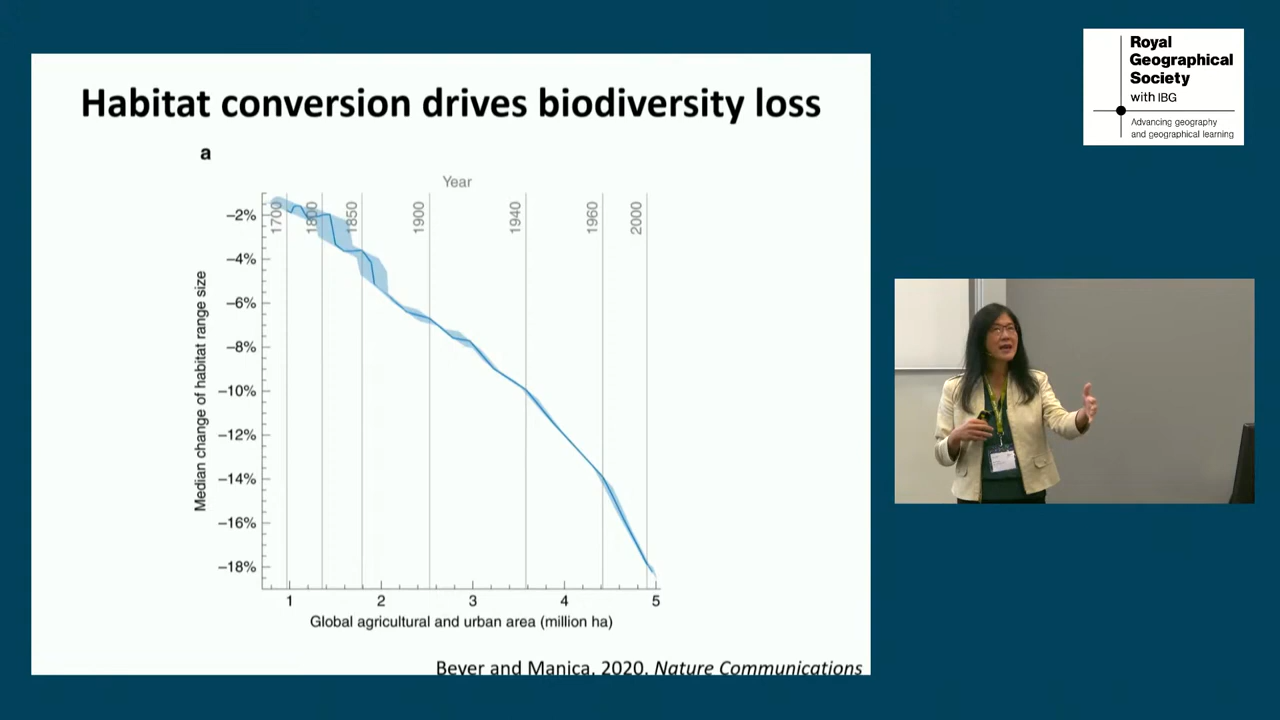 Habitat conversion drives biodiversity loss
a
Year
1700
1800
1850
1900
1940
1960
2000
Median change of habitat range size
–2%
–4%
–6%
–8%
–10%
–12%
–14%
–16%
–18%
1 2 3 4 5
Global agricultural and urban area (million ha)
Beyer and Manica, 2020, Nature Communications
Royal
Geographical
Society
with IBG
Advancing geography
and geographical learning